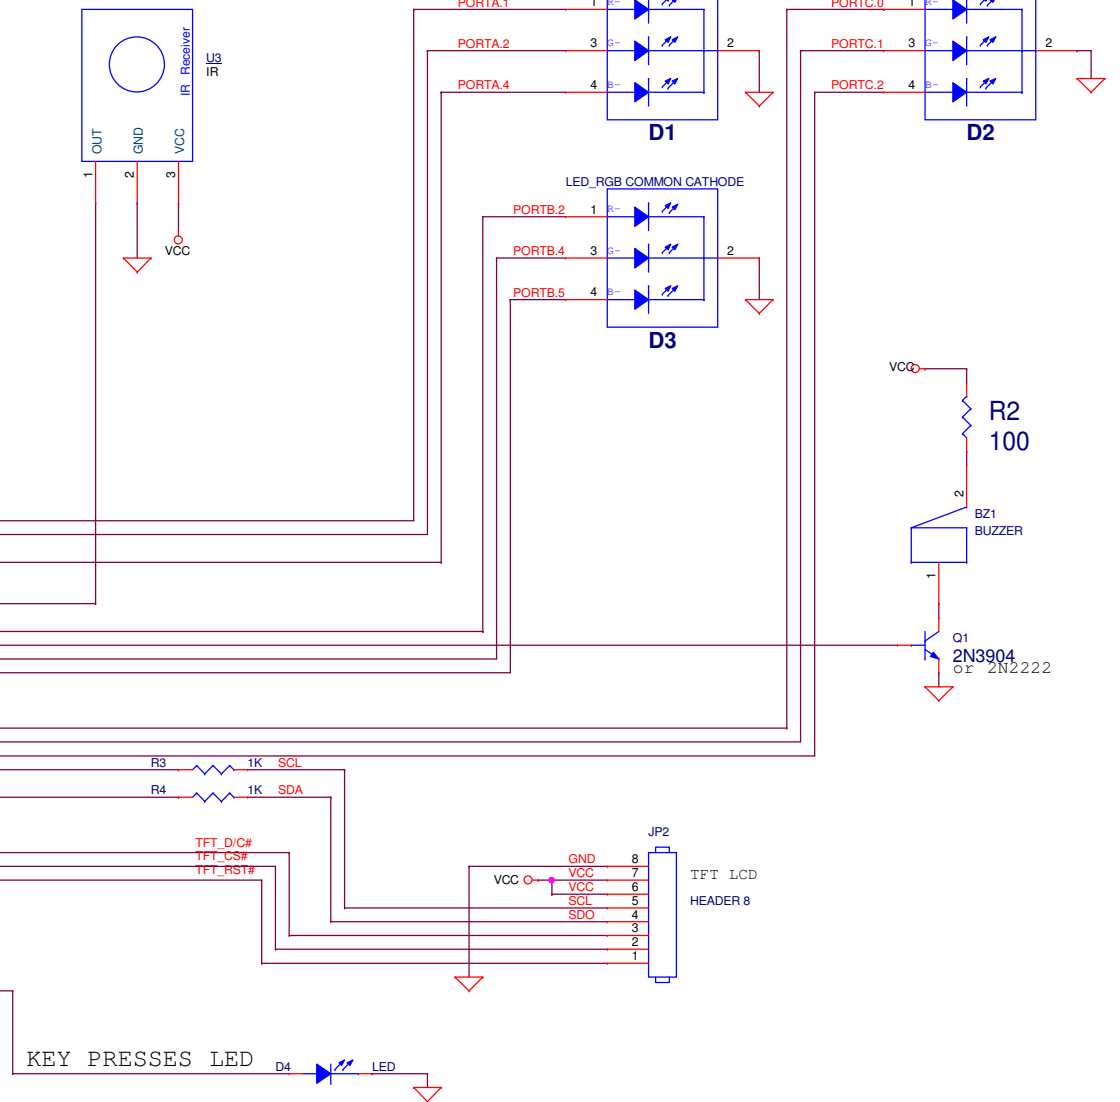 PORTA.1
1
R-
PORTC.0
1
R-
IR Receiver
U3
IR
PORTA.2
3
G-
2
PORTC.1
3
G-
2
PORTA.4
4
B-
PORTC.2
4
B-
D1
D2
OUT
GND
VCC
1
2
3
VCC
LED_RGB COMMON CATHODE
PORTB.2
1
R-
PORTB.4
3
G-
2
PORTB.5
4
B-
D3
VCC
R2
100
2
BZ1
BUZZER
1
Q1
2N3904
or 2N2222
R3
1K
SCL
R4
1K
SDA
JP2
TFT_D/C#
TFT_CS#
TFT_RST#
GND
8
VCC
VCC
7
VCC
6
SCL
5
SDO
4
3
2
1
TFT LCD
HEADER 8
KEY PRESSES LED
D4
LED